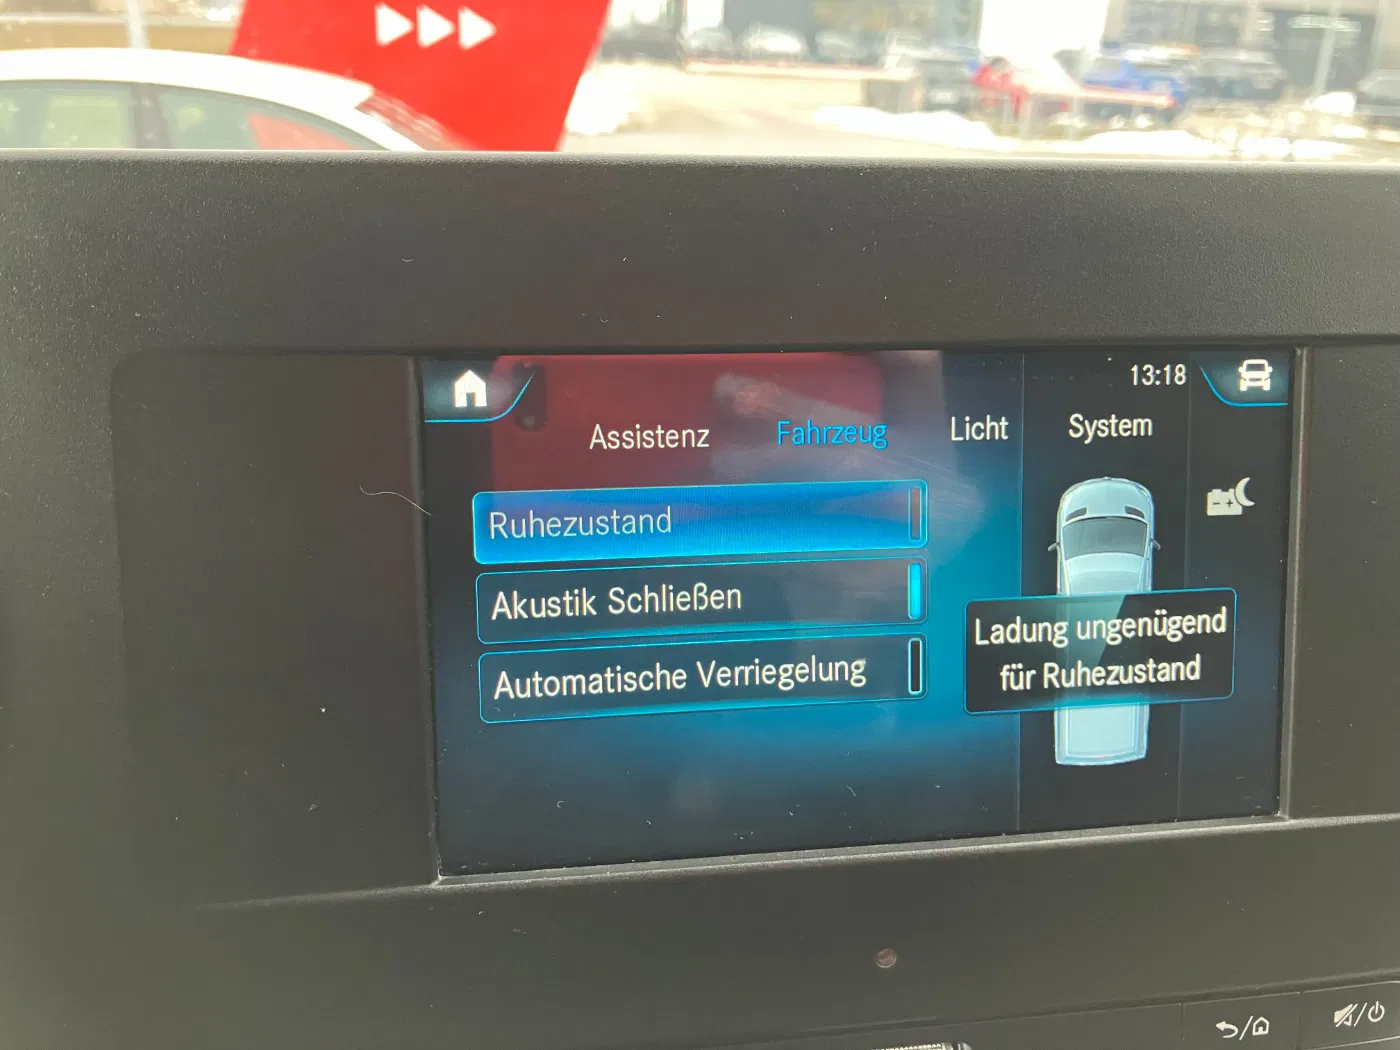 13:18
Assistenz
Fahrzeug
Licht
System
Ruhezustand
Akustik Schließen
Automatische Verriegelung
Ladung ungenügend
für Ruhezustand